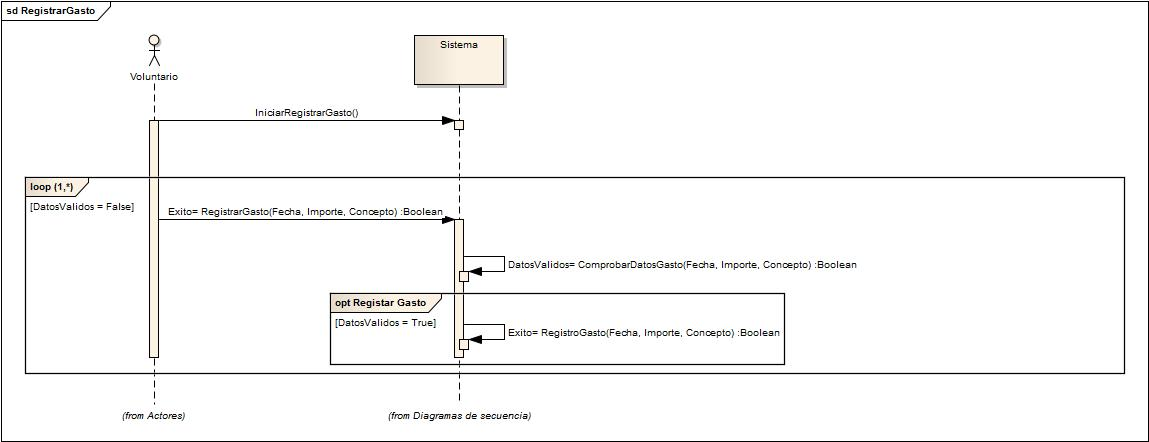 sd RegistrarGasto
Voluntario
Sistema
IniciarRegistrarGasto()
loop (1,*)
[DatosValidos = False]
Exito= RegistrarGasto(Fecha, Importe, Concepto) :Boolean
DatosValidos= ComprobarDatosGasto(Fecha, Importe, Concepto) :Boolean
opt Registar Gasto
[DatosValidos = True]
Exito= RegistroGasto(Fecha, Importe, Concepto) :Boolean
(from Actores)
(from Diagramas de secuencia)